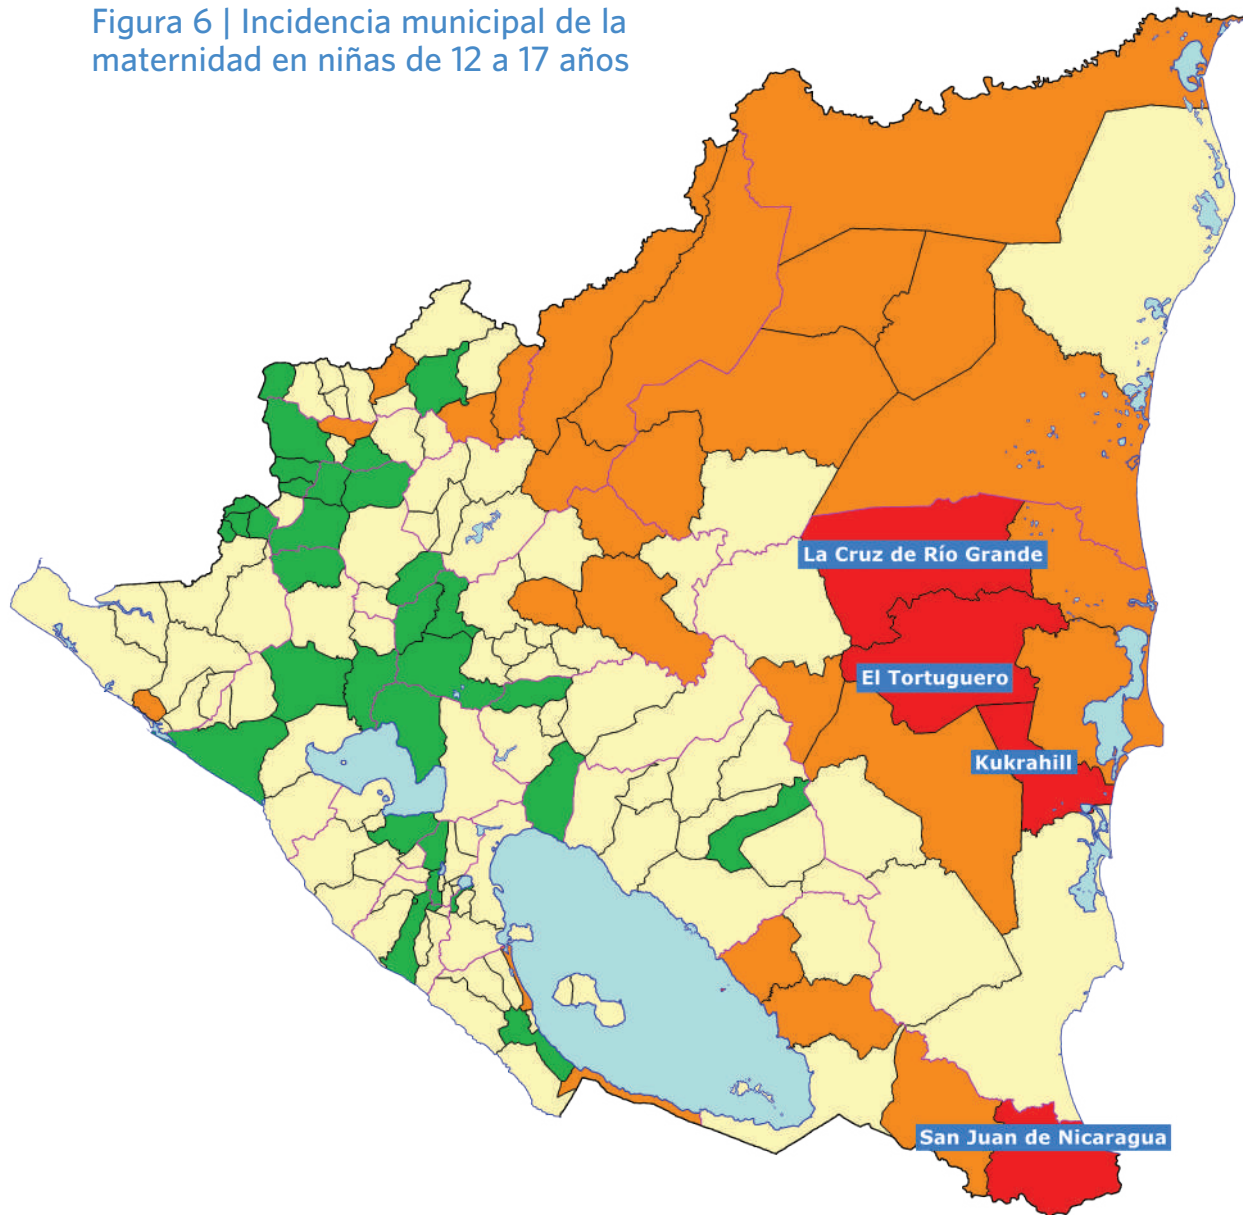 Figura 6 | Incidencia municipal de la
maternidad en niñas de 12 a 17 años
La Cruz de Río Grande
El Tortuguero
Kukrahill
San Juan de Nicaragua